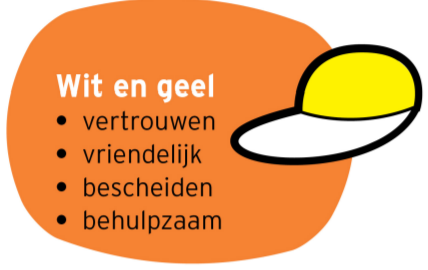 Wit en geel
• vertrouwen
• vriendelijk
• bescheiden
• behulpzaam